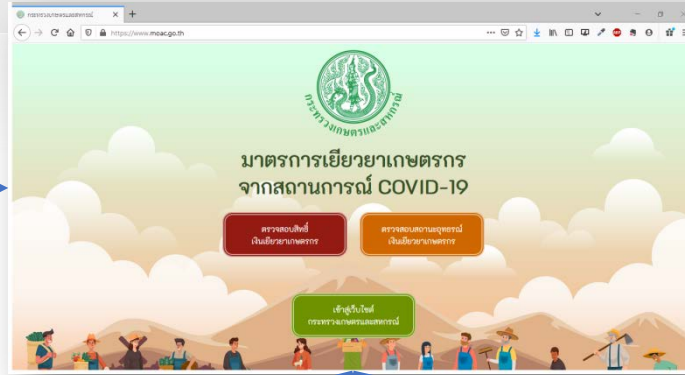 กระทรวงเกษตรและสหกรณ์
https://www.moac.go.th
กระทรวงเกษตรและสหกรณ์
มาตรการเยียวยาเกษตรกร
จากสถานการณ์ COVID-19
ตรวจสอบสิทธิ์
เงินเยียวยาเกษตรกร
ตรวจสอบสถานะอุทธรณ์
เงินเยียวยาเกษตรกร
เข้าสู่เว็บไซต์
กระทรวงเกษตรและสหกรณ์